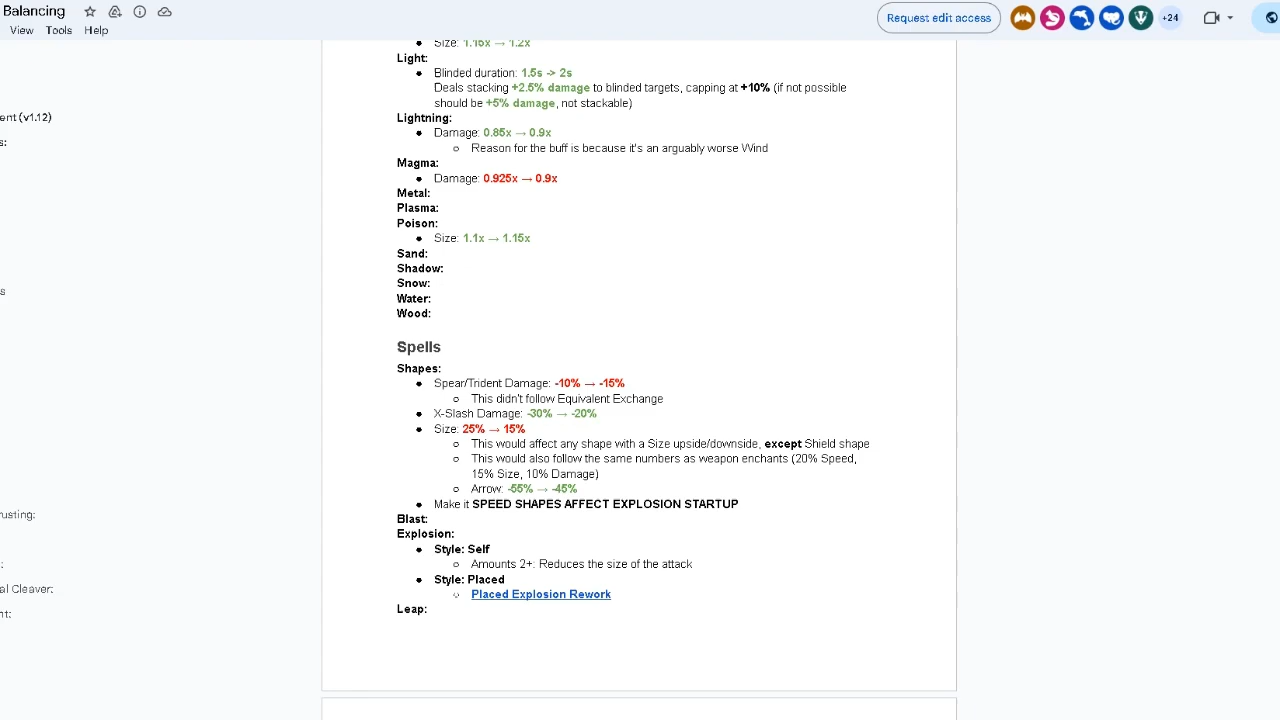 Balancing
Request edit access
+24
View Tools Help
Size: 1.15x → 1.2x
Light:
Blinded duration: 1.5s -> 2s
Deals stacking +2.5% damage to blinded targets, capping at +10% (if not possible
should be +5% damage, not stackable)
ent (v1.12)
Lightning:
s:
Damage: 0.85x → 0.9x
Reason for the buff is because it's an arguably worse Wind
Magma:
Damage: 0.925x → 0.9x
Metal:
Plasma:
Poison:
Size: 1.1x → 1.15x
Sand:
Shadow:
Snow:
s
Water:
Wood:
Spells
Shapes:
Spear/Trident Damage: -10% → -15%
This didn't follow Equivalent Exchange
X-Slash Damage: -30% → -20%
Size: 25% → 15%
This would affect any shape with a Size upside/downside, except Shield shape
This would also follow the same numbers as weapon enchants (20% Speed,
15% Size, 10% Damage)
Arrow: -55% → -45%
Make it SPEED SHAPES AFFECT EXPLOSION STARTUP
rusting:
Blast:
Explosion:
Style: Self
Amounts 2+: Reduces the size of the attack
:
Style: Placed
al Cleaver:
Placed Explosion Rework
Leap:
nt: